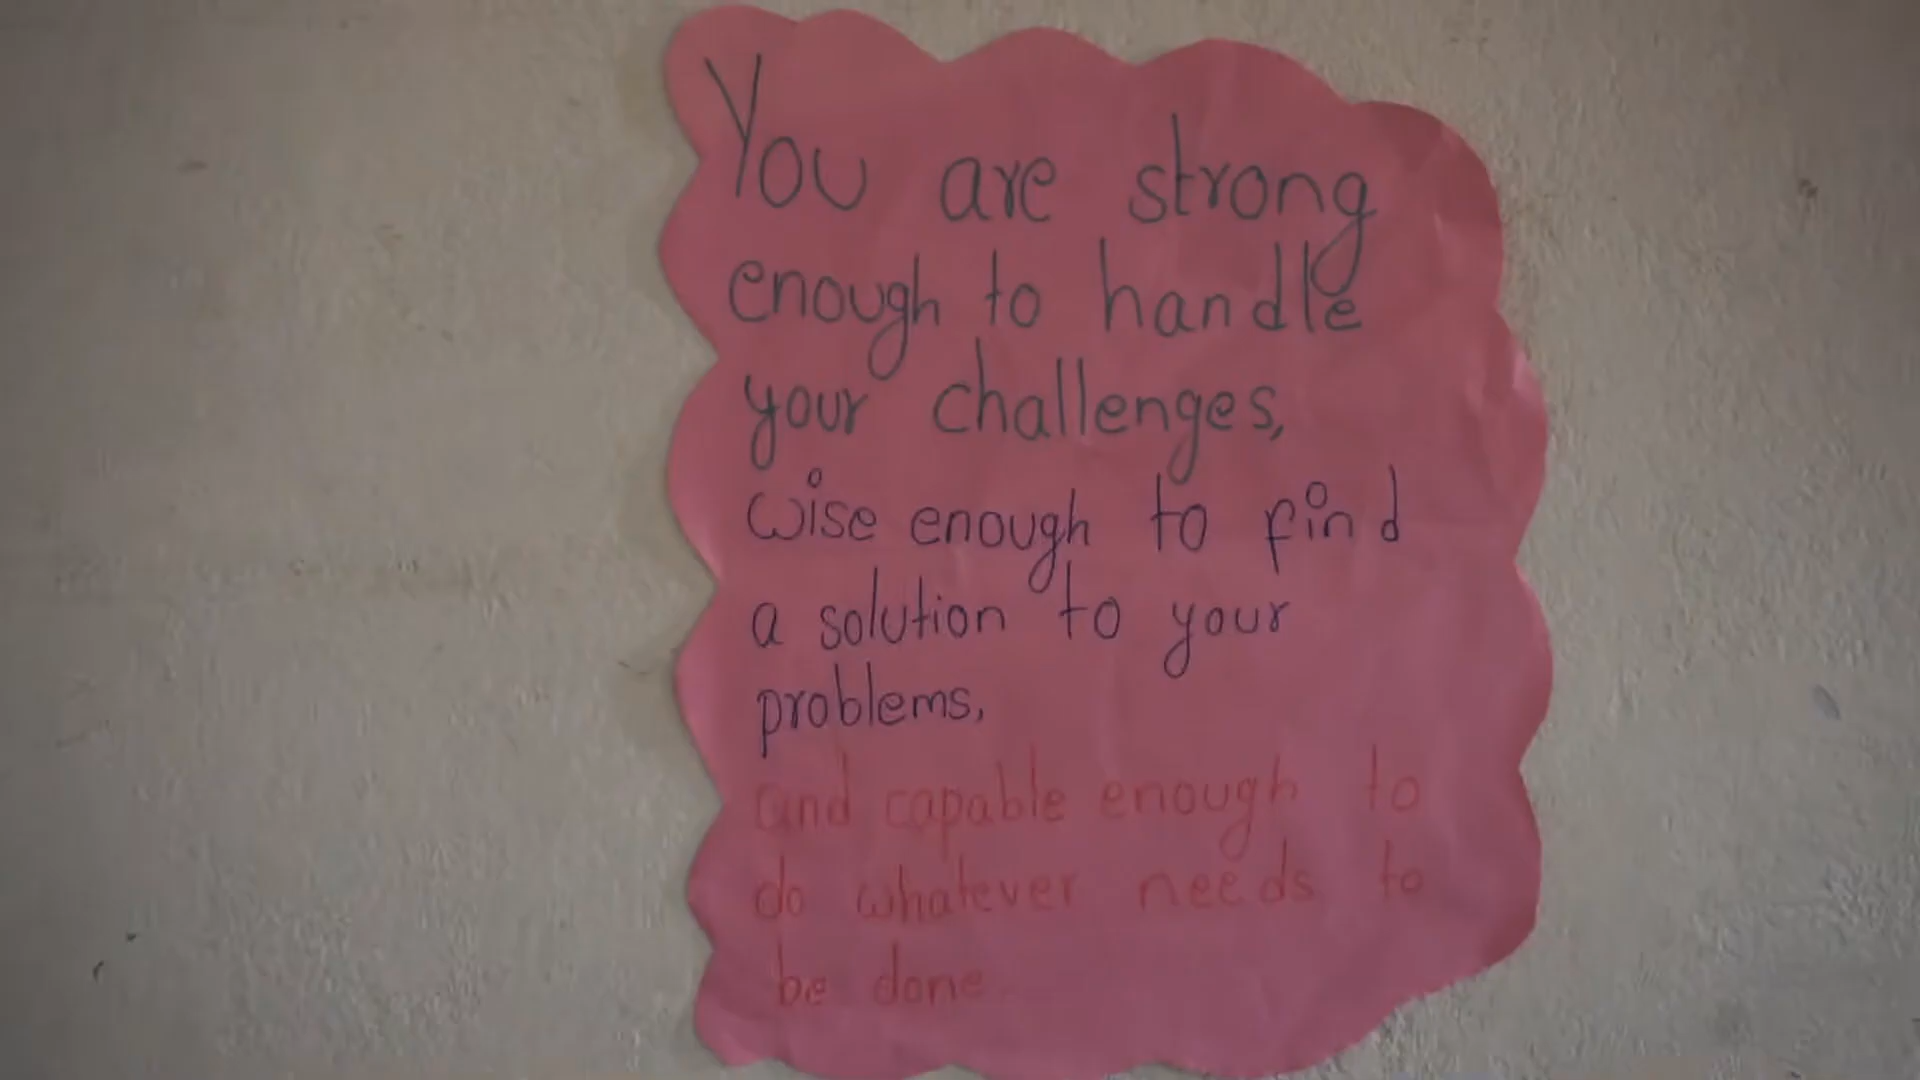 You are strong
enough to handle
your challenges,
wise enough to find
a solution to your
problems,
and capable enough to
do whatever needs to
be done.